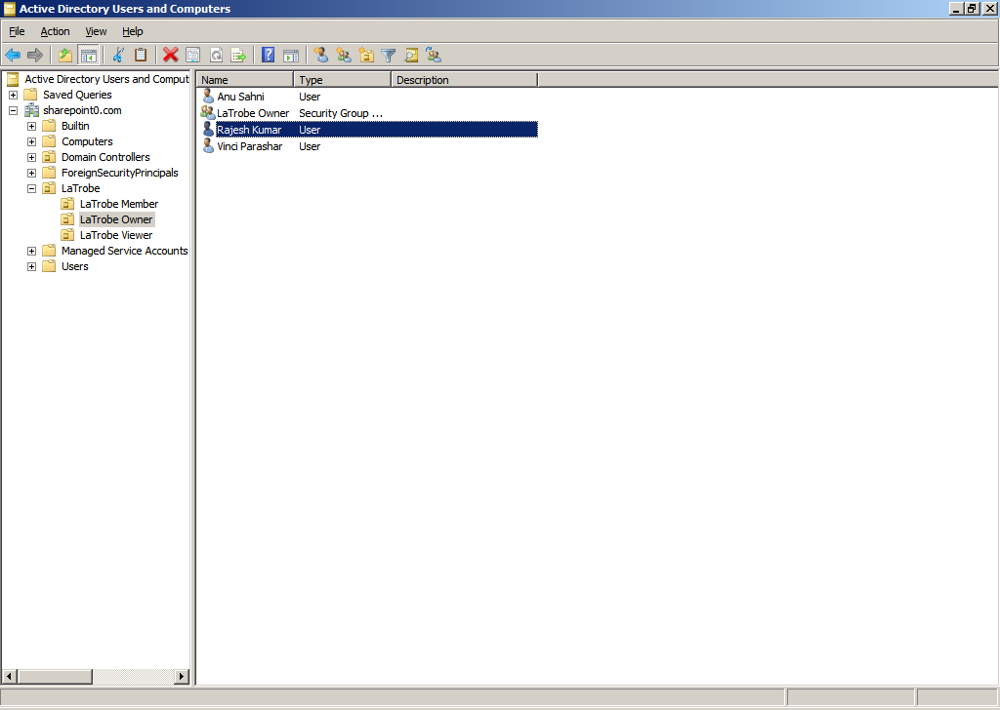 Active Directory Users and Computers
File Action View Help
Active Directory Users and Comput
Saved Queries
sharepoint0.com
Builtin
Computers
Domain Controllers
ForeignSecurityPrincipals
LaTrobe
LaTrobe Member
LaTrobe Owner
LaTrobe Viewer
Managed Service Accounts
Users
Name Type Description
Anu Sahni User
LaTrobe Owner Security Group ...
Rajesh Kumar User
Vinci Parashar User